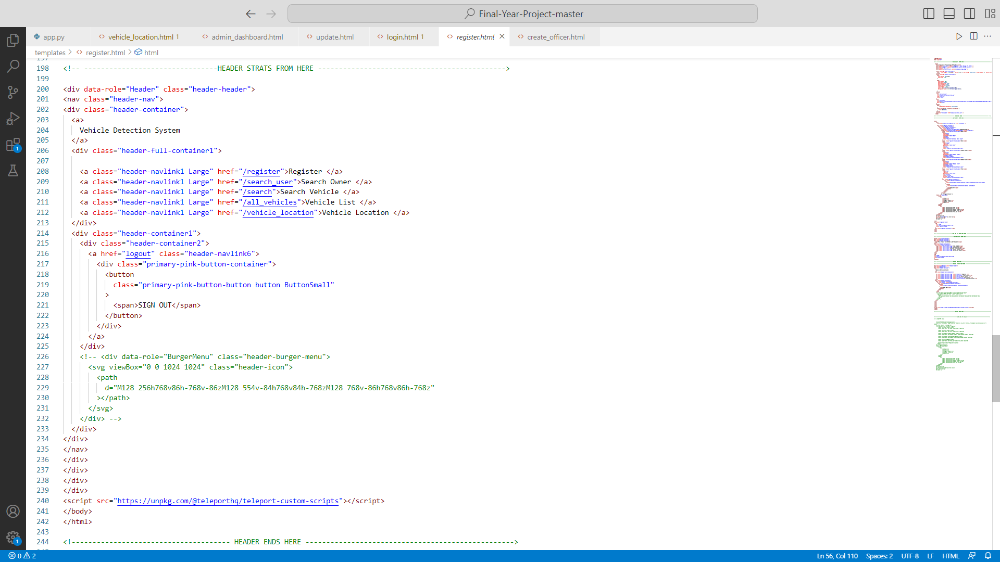 Final-Year-Project-master
app.py
vehicle_location.html 1
admin_dashboard.html
update.html
login.html 1
register.html
create_officer.html
templates > register.html > html
197
198 <!-- --------------------------------HEADER STRATS FROM HERE --------------------------------------------->
199
200 <div data-role="Header" class="header-header">
201 <nav class="header-nav">
202 <div class="header-container">
203 <a>
204 Vehicle Detection System
205 </a>
206 <div class="header-full-container1">
207
208 <a class="header-navlink1 Large" href="/register">Register </a>
209 <a class="header-navlink1 Large" href="/search_user">Search Owner </a>
210 <a class="header-navlink1 Large" href="/search">Search Vehicle </a>
211 <a class="header-navlink1 Large" href="/all_vehicles">Vehicle List </a>
212 <a class="header-navlink1 Large" href="/vehicle_location">Vehicle Location </a>
213 </div>
214 <div class="header-container1">
215 <div class="header-container2">
216 <a href="logout" class="header-navlink6">
217 <div class="primary-pink-button-container">
218 <button
219 class="primary-pink-button-button button ButtonSmall"
220 >
221 <span>SIGN OUT</span>
222 </button>
223 </div>
224 </a>
225 </div>
226 <!-- <div data-role="BurgerMenu" class="header-burger-menu">
227 <svg viewBox="0 0 1024 1024" class="header-icon">
228 <path
229 d="M128 256h768v86h-768v-86zM128 554v-84h768v84h-768zM128 768v-86h768v86h-768z"
230 ></path>
231 </svg>
232 </div> -->
233 </div>
234 </div>
235 </nav>
236 </div>
237 </div>
238 </div>
239 </div>
240 <script src="https://unpkg.com/@teleporthq/teleport-custom-scripts"></script>
241 </body>
242 </html>
243
244 <!-------------------------------------- HEADER ENDS HERE -------------------------------------------------->
1
1
0 2
Ln 56, Col 110
Spaces: 2
UTF-8
LF
HTML